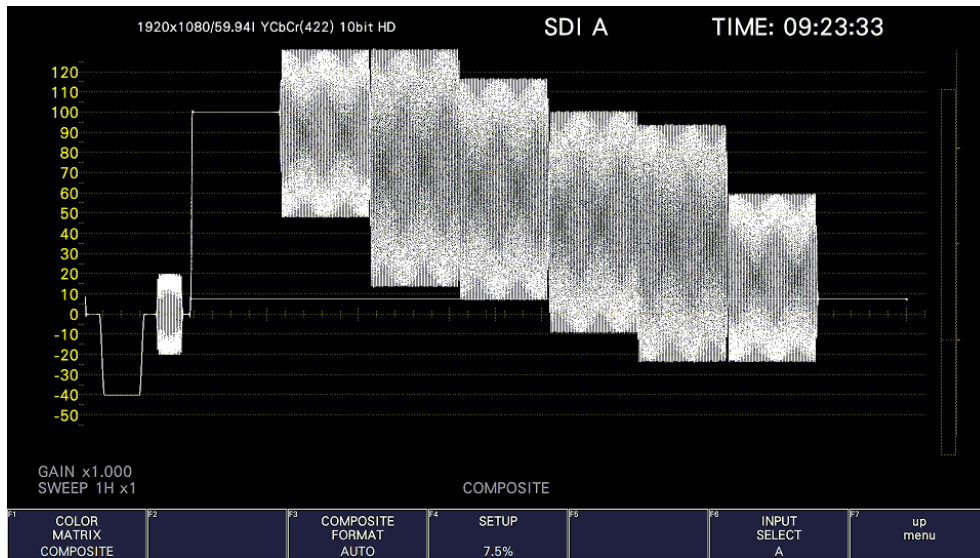 1920x1080/59.94I YCbCr(422) 10bit HD
SDI A
TIME: 09:23:33
120
110
100
90
80
70
60
50
40
30
20
10
0
-10
-20
-30
-40
-50
GAIN x1.000
SWEEP 1H x1
COMPOSITE
F1
COLOR
MATRIX
COMPOSITE
F2
F3
COMPOSITE
FORMAT
AUTO
F4
SETUP
7.5%
F5
F6
INPUT
SELECT
A
F7
up
menu